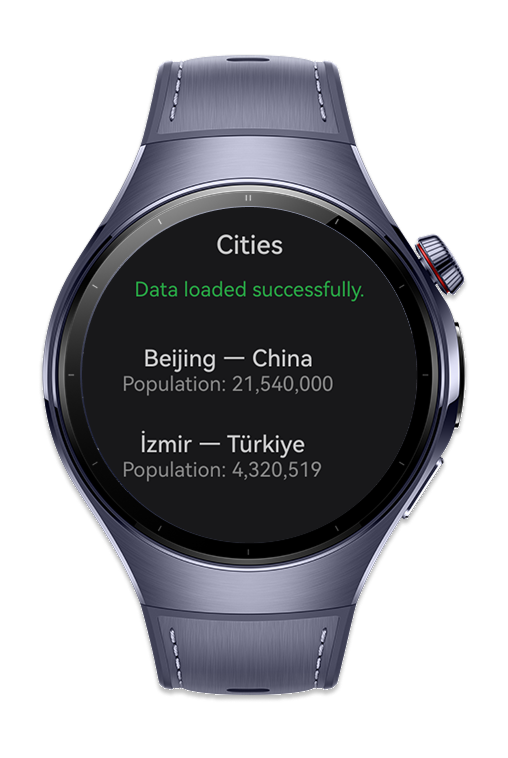 Cities
Data loaded successfully.
Beijing — China
Population: 21,540,000
İzmir — Türkiye
Population: 4,320,519